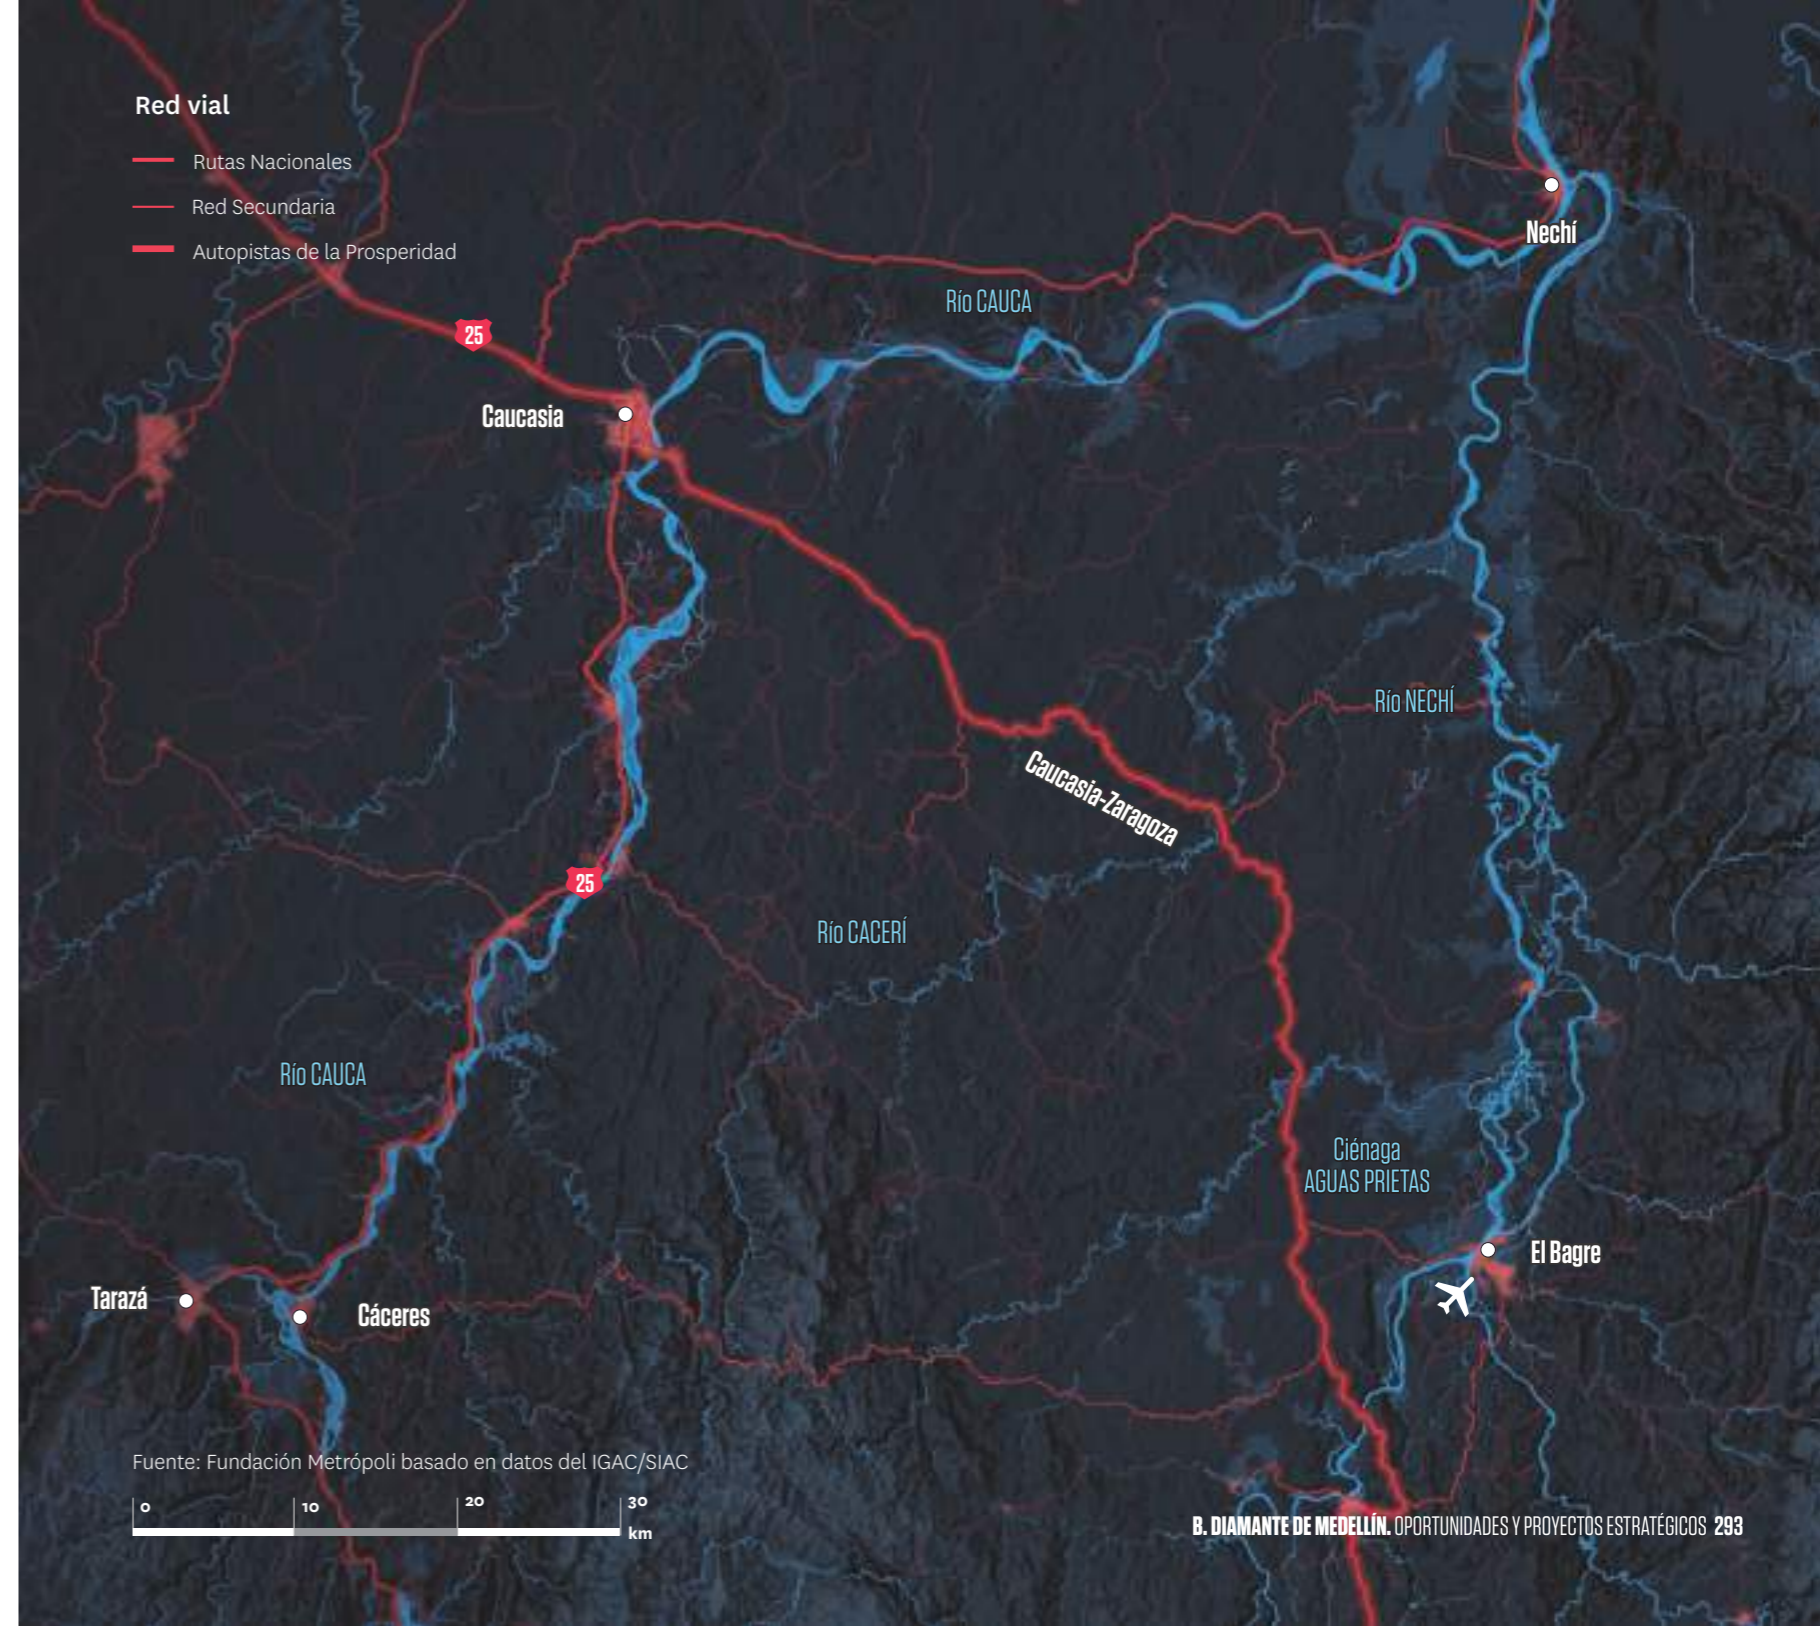 Red vial
Rutas Nacionales
Red Secundaria
Autopistas de la Prosperidad
Nechí
Río CAUCA
25
Caucasia
Río NECHÍ
Caucasia-Zaragoza
25
Río CACERÍ
Río CAUCA
Ciénaga
AGUAS PRIETAS
El Bagre
Tarazá
Cáceres
Fuente: Fundación Metrópoli basado en datos del IGAC/SIAC
0 10 20 30
km
B. DIAMANTE DE MEDELLÍN. OPORTUNIDADES Y PROYECTOS ESTRATÉGICOS 293